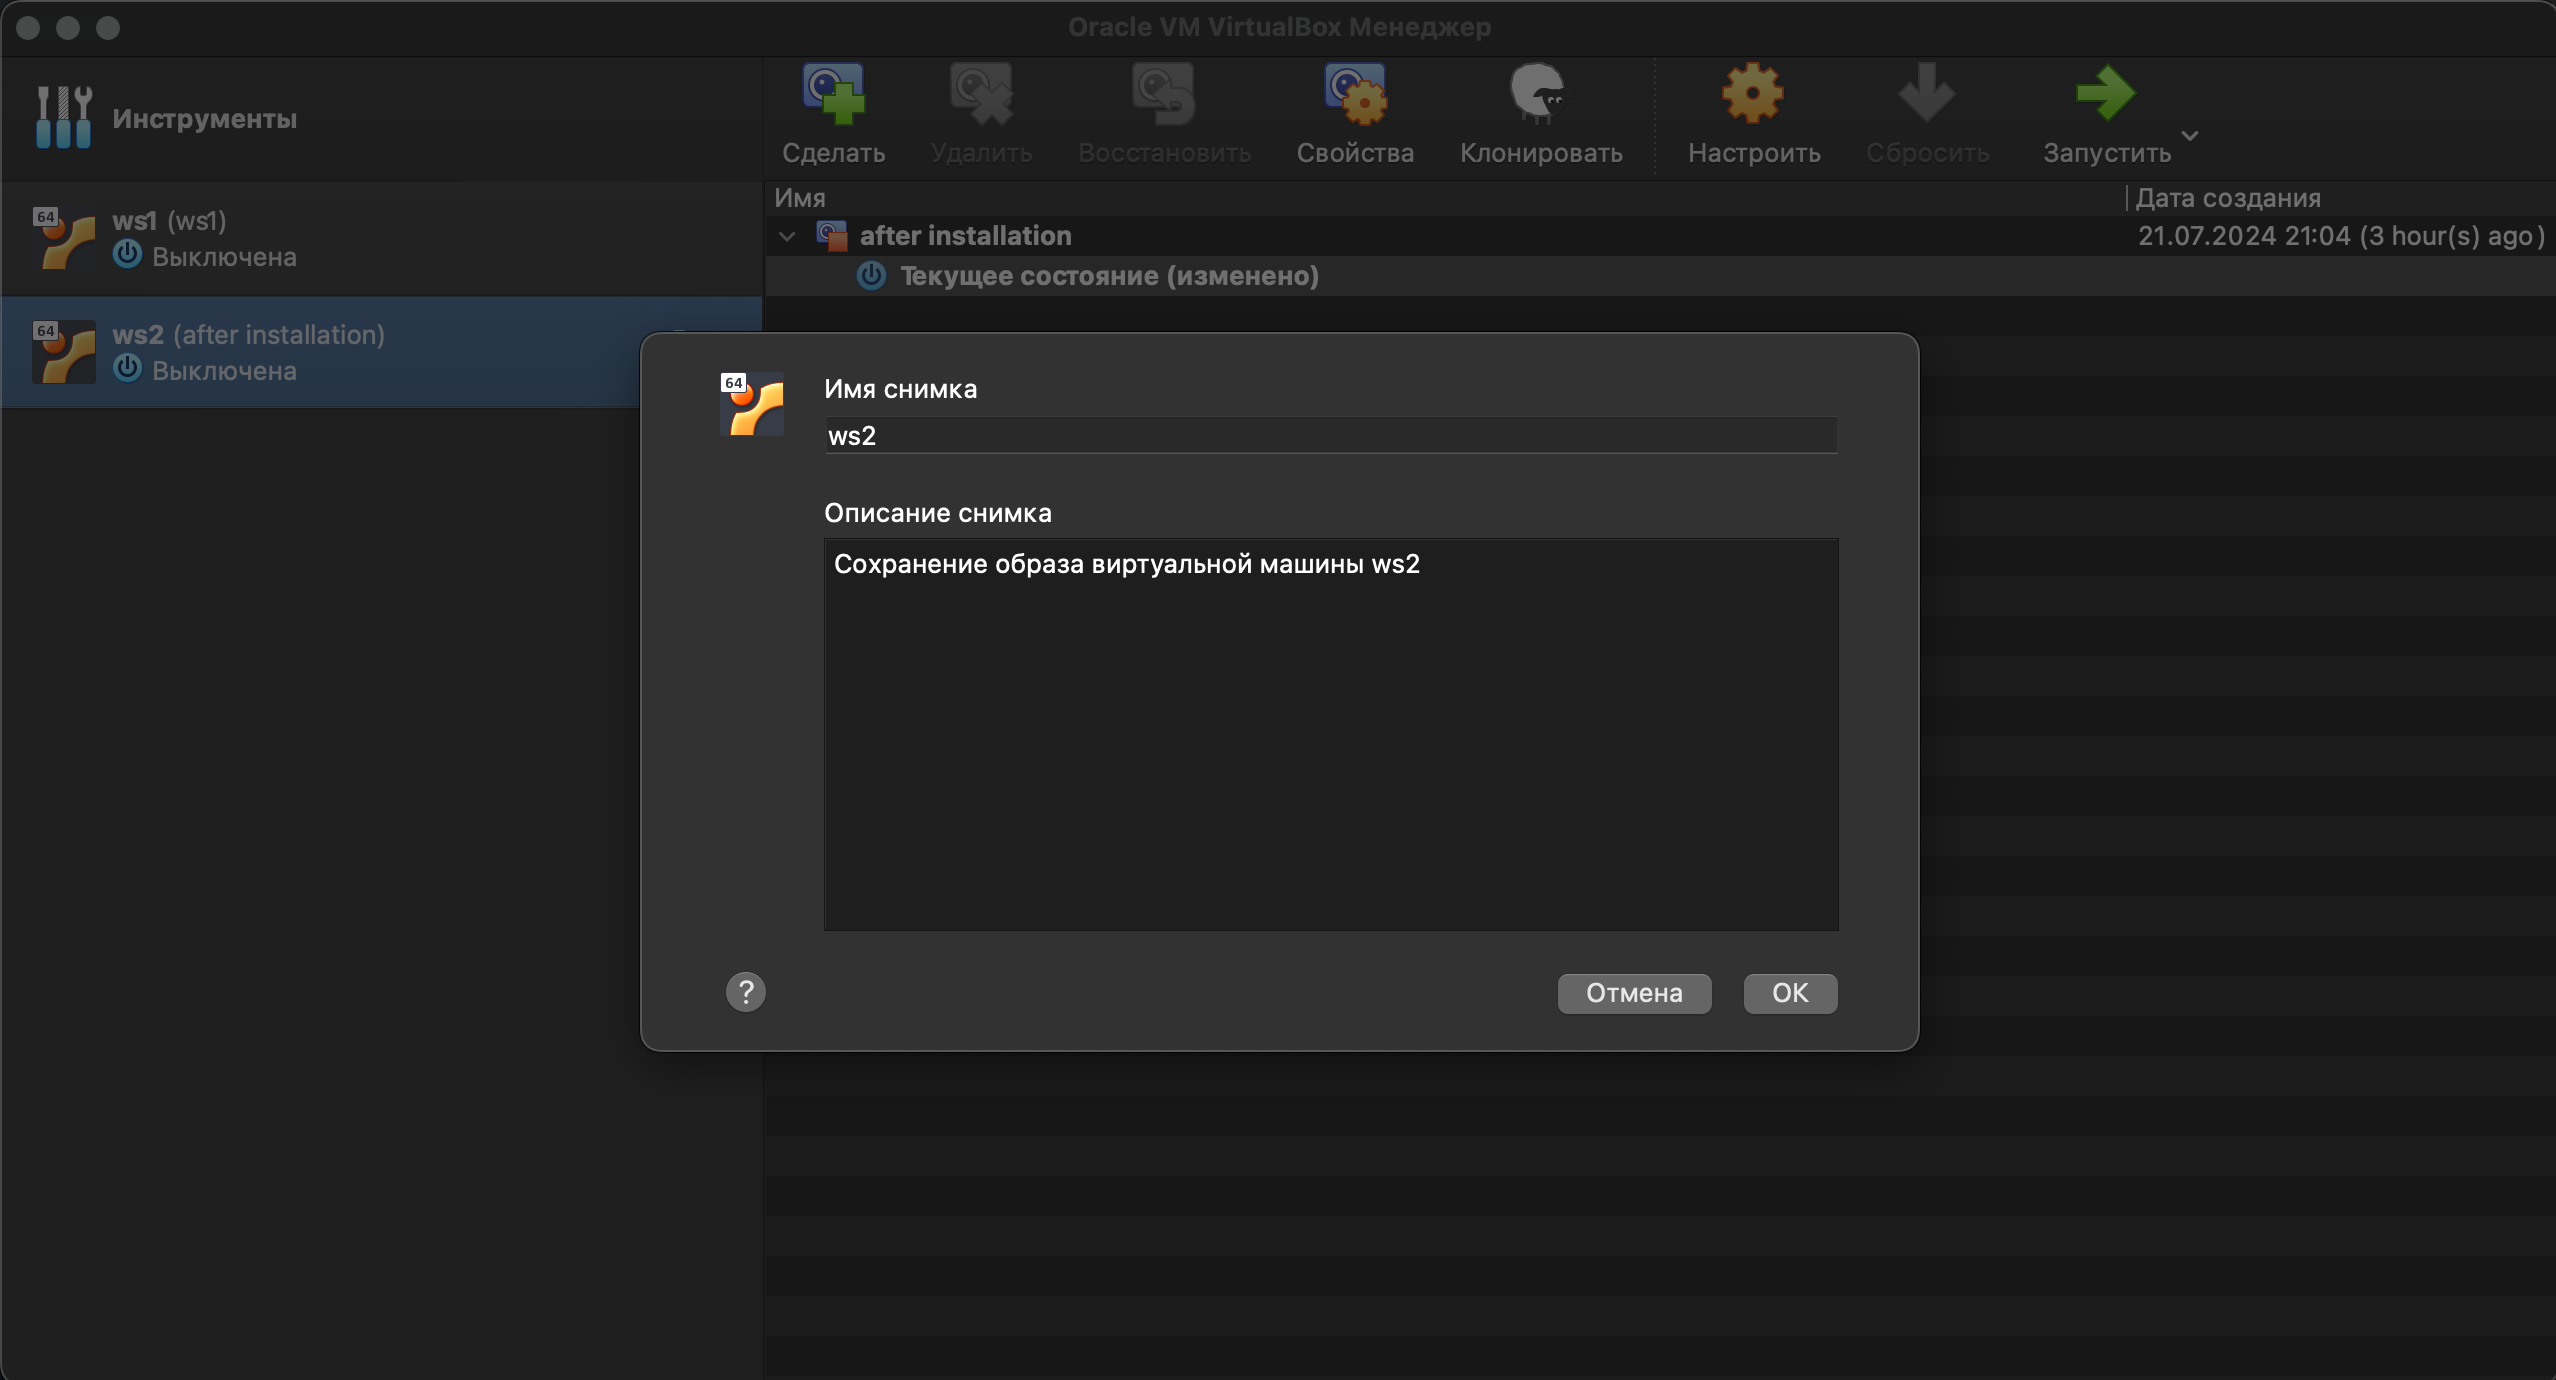 Oracle VM VirtualBox Менеджер
Инструменты
Сделать
Удалить
Восстановить
Свойства
Клонировать
Настроить
Сбросить
Запустить
64
ws1 (ws1)
Выключена
64
ws2 (after installation)
Выключена
Имя
Дата создания
after installation
21.07.2024 21:04 (3 hour(s) ago)
Текущее состояние (изменено)
64
Имя снимка
ws2
Описание снимка
Сохранение образа виртуальной машины ws2
?
Отмена
OK